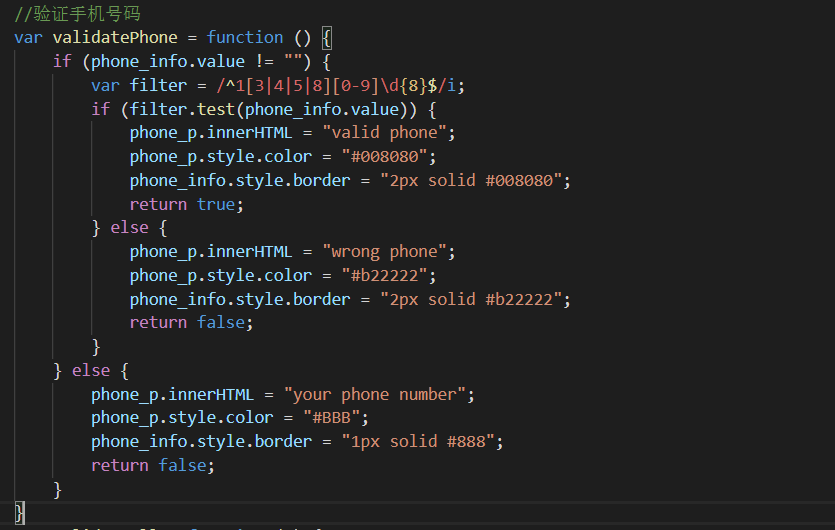 //验证手机号码
var validatePhone = function () {
    if (phone_info.value != "") {
        var filter = /^1[3|4|5|8][0-9]\d{8}$/i;
        if (filter.test(phone_info.value)) {
            phone_p.innerHTML = "valid phone";
            phone_p.style.color = "#008080";
            phone_info.style.border = "2px solid #008080";
            return true;
        } else {
            phone_p.innerHTML = "wrong phone";
            phone_p.style.color = "#b22222";
            phone_info.style.border = "2px solid #b22222";
            return false;
        }
    } else {
        phone_p.innerHTML = "your phone number";
        phone_p.style.color = "#BBB";
        phone_info.style.border = "1px solid #888";
        return false;
    }
}